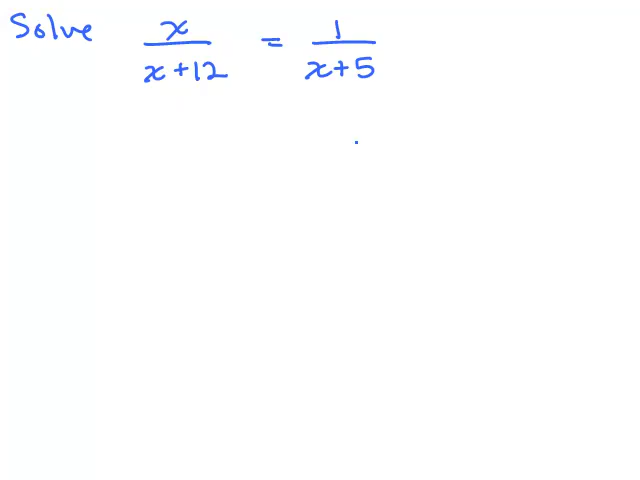 Solve x/(x+12) = 1/(x+5)